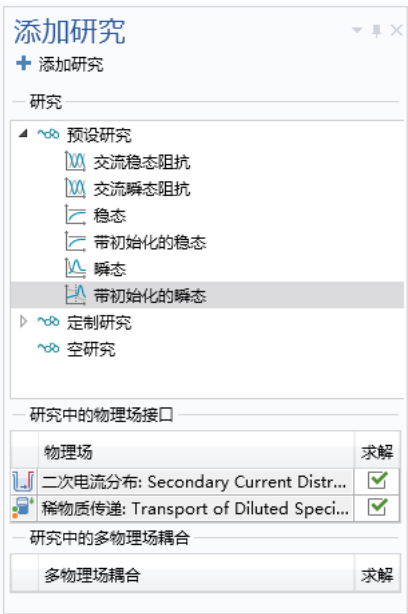 添加研究
添加研究
研究
预设研究
交流稳态阻抗
交流瞬态阻抗
稳态
带初始化的稳态
瞬态
带初始化的瞬态
定制研究
空研究
研究中的物理场接口
物理场 求解
二次电流分布: Secondary Current Distr...
稀物质传递: Transport of Diluted Speci...
研究中的多物理场耦合
多物理场耦合 求解